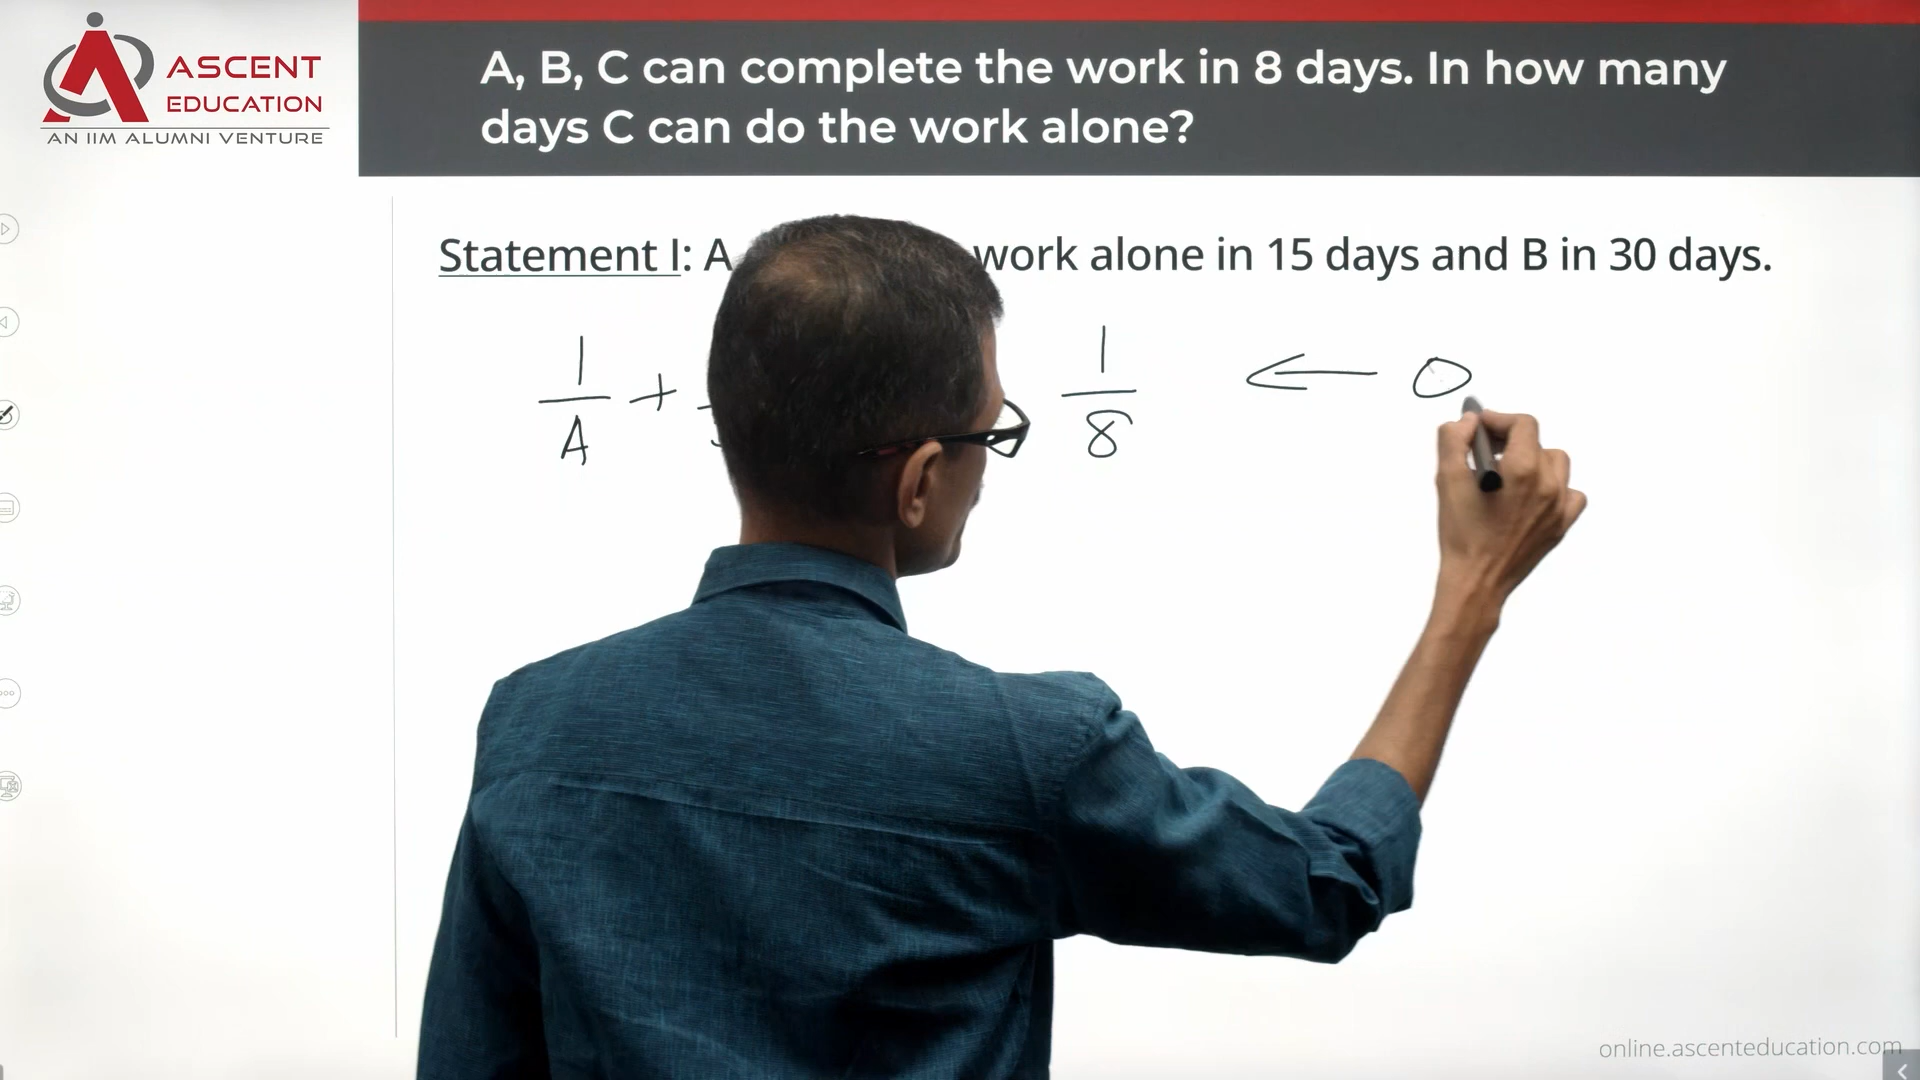 ASCENT
EDUCATION
AN IIM ALUMNI VENTURE
A, B, C can complete the work in 8 days. In how many
days C can do the work alone?
Statement I: A work alone in 15 days and B in 30 days.
1 1
+
A 8
online.ascenteducation.com